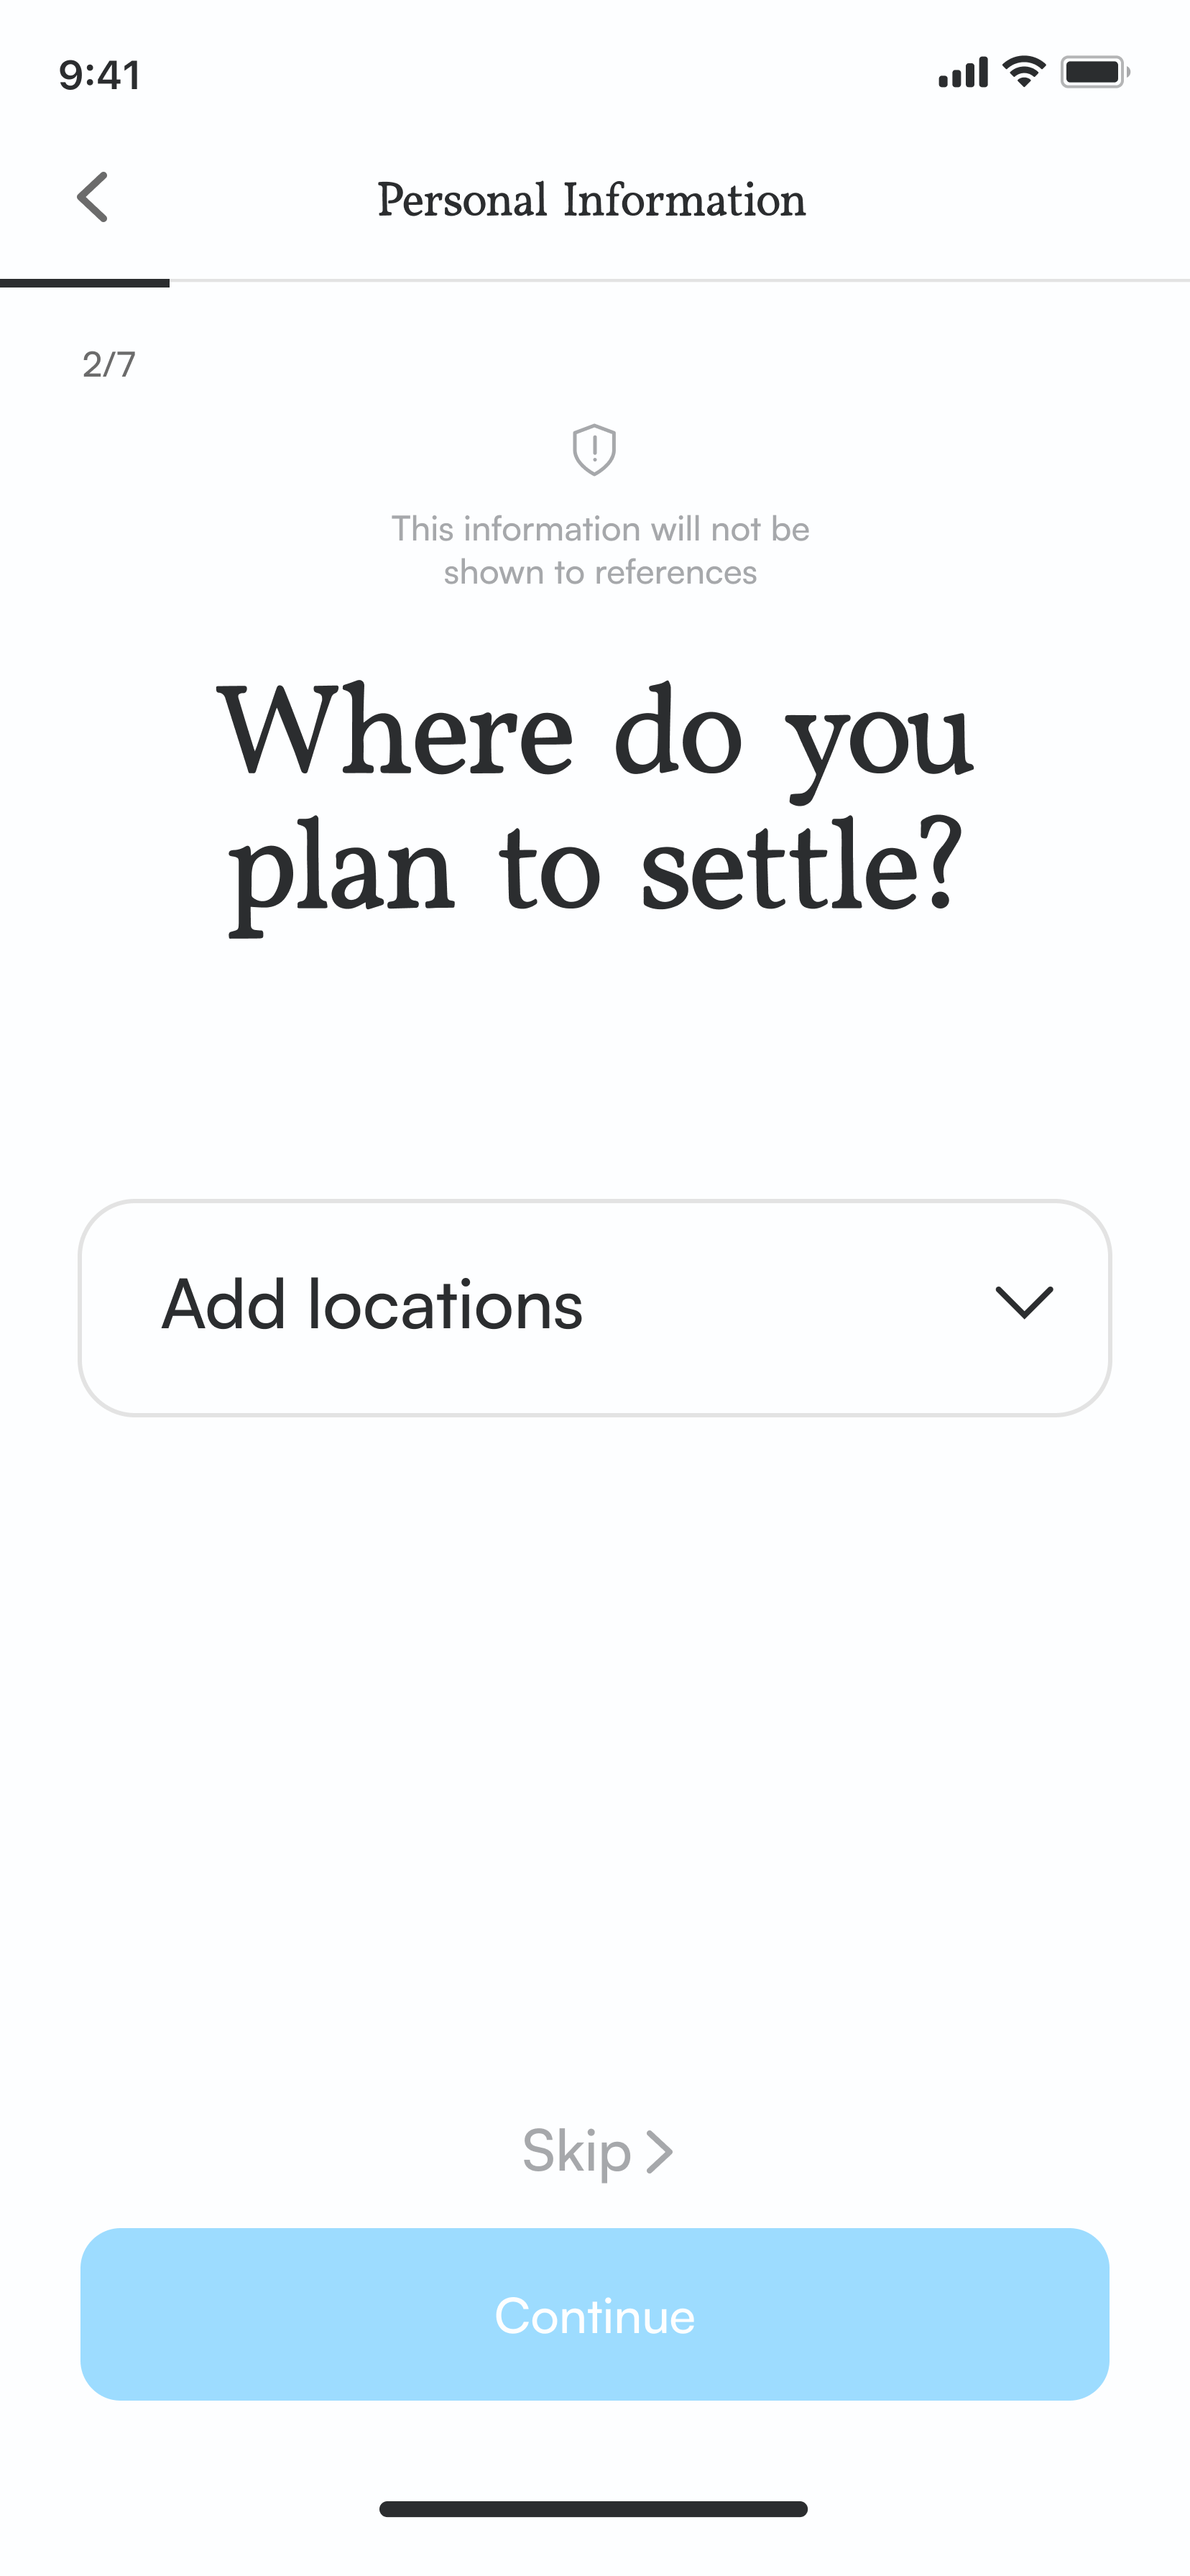 9:41
Personal Information
2/7
This information will not be
shown to references
Where do you
plan to settle?
Add locations
Skip
Continue